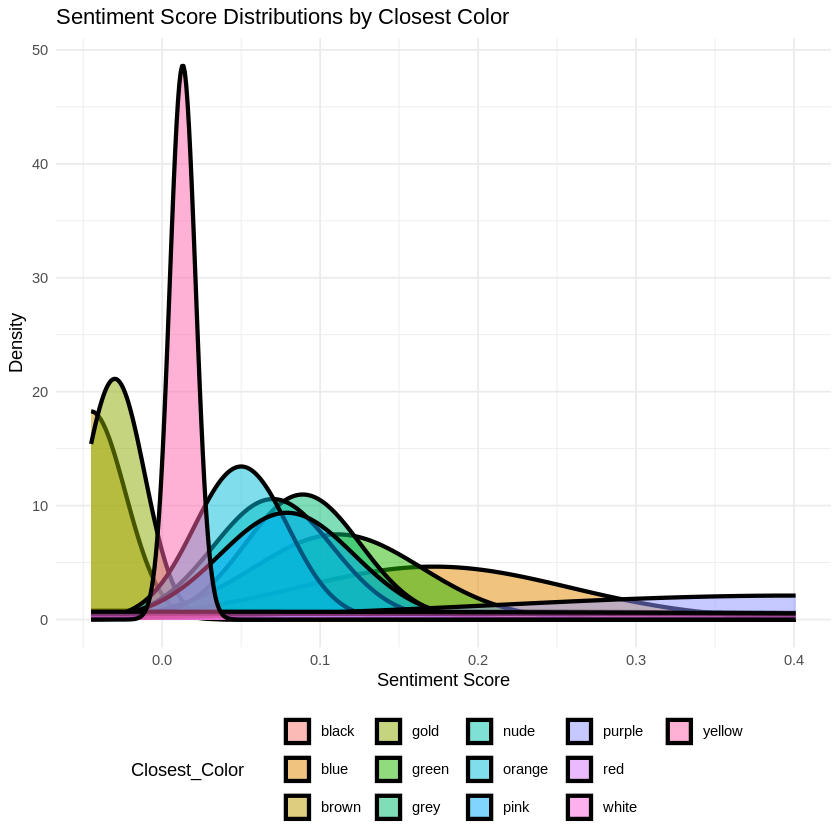 Sentiment Score Distributions by Closest Color
50
40
30
20
10
0
Density
0.0 0.1 0.2 0.3 0.4
Sentiment Score
Closest_Color
black gold nude purple yellow
blue green orange red
brown grey pink white